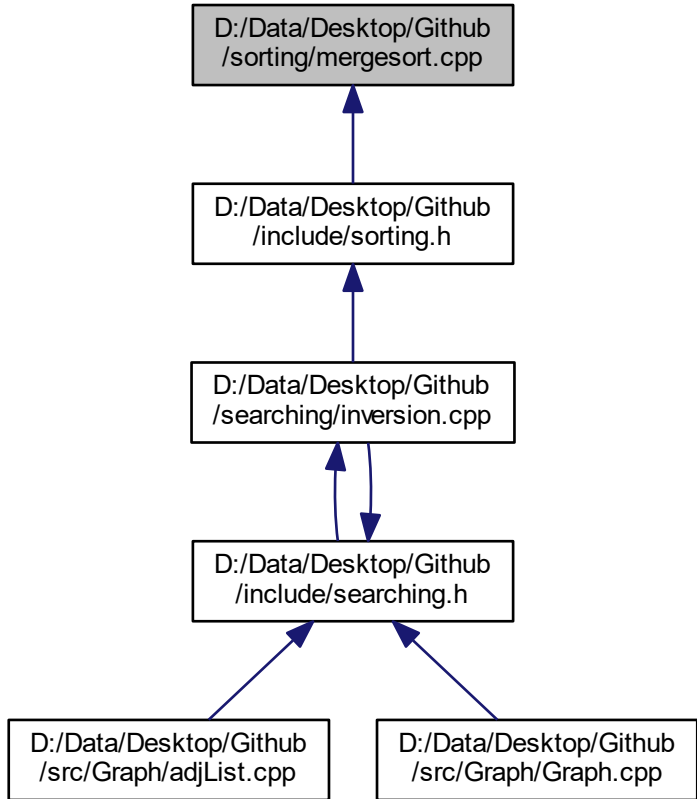 D:/Data/Desktop/Github
/sorting/mergesort.cpp
D:/Data/Desktop/Github
/include/sorting.h
D:/Data/Desktop/Github
/searching/inversion.cpp
D:/Data/Desktop/Github
/include/searching.h
D:/Data/Desktop/Github
/src/Graph/adjList.cpp
D:/Data/Desktop/Github
/src/Graph/Graph.cpp